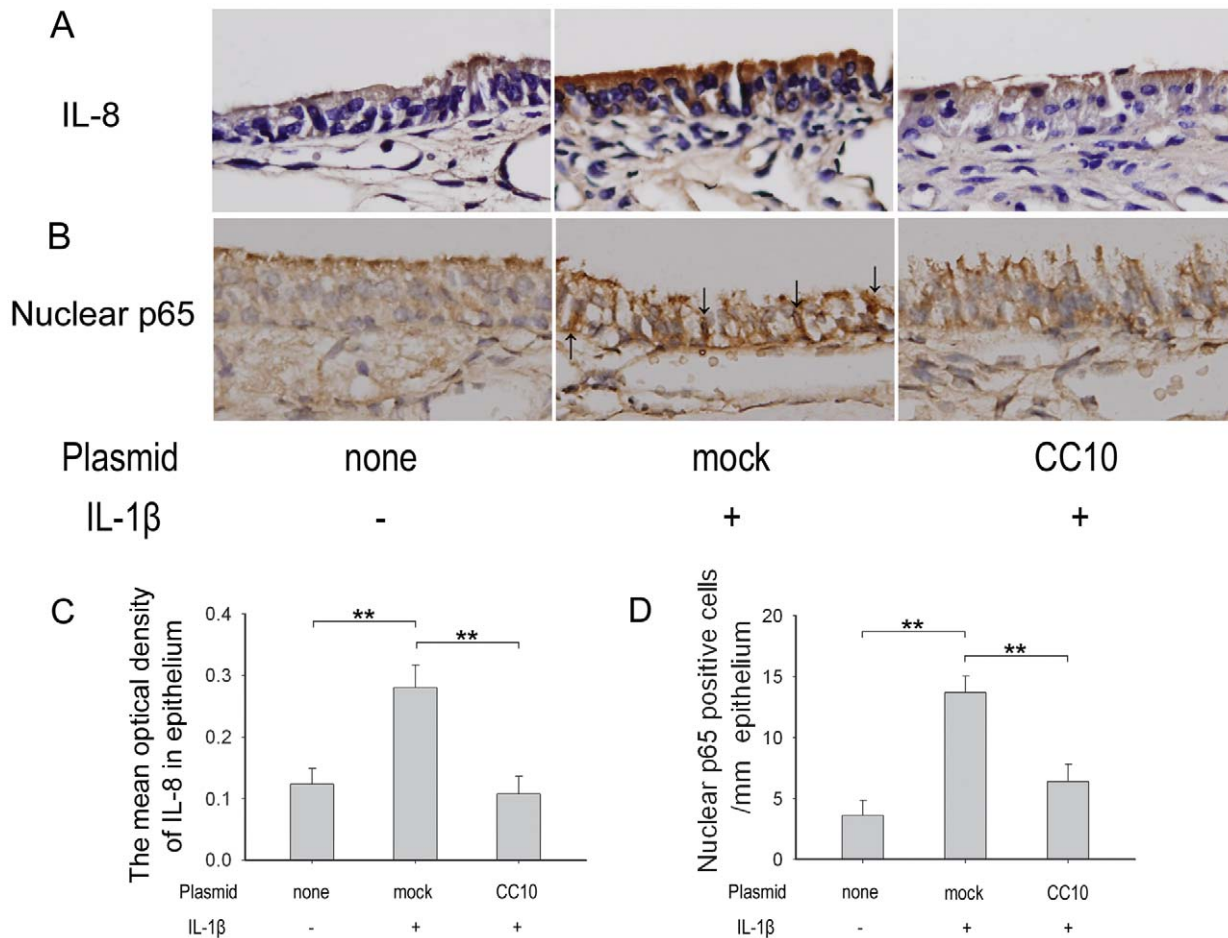 A
IL-8
B
Nuclear p65
Plasmid none mock CC10
IL-1β - + +
C
The mean optical density
of IL-8 in epithelium
0.4
0.3
0.2
0.1
0.0
**
**
Plasmid none mock CC10
IL-1β - + +
D
Nuclear p65 positive cells
/mm epithelium
20
15
10
5
0
**
**
Plasmid none mock CC10
IL-1β - + +